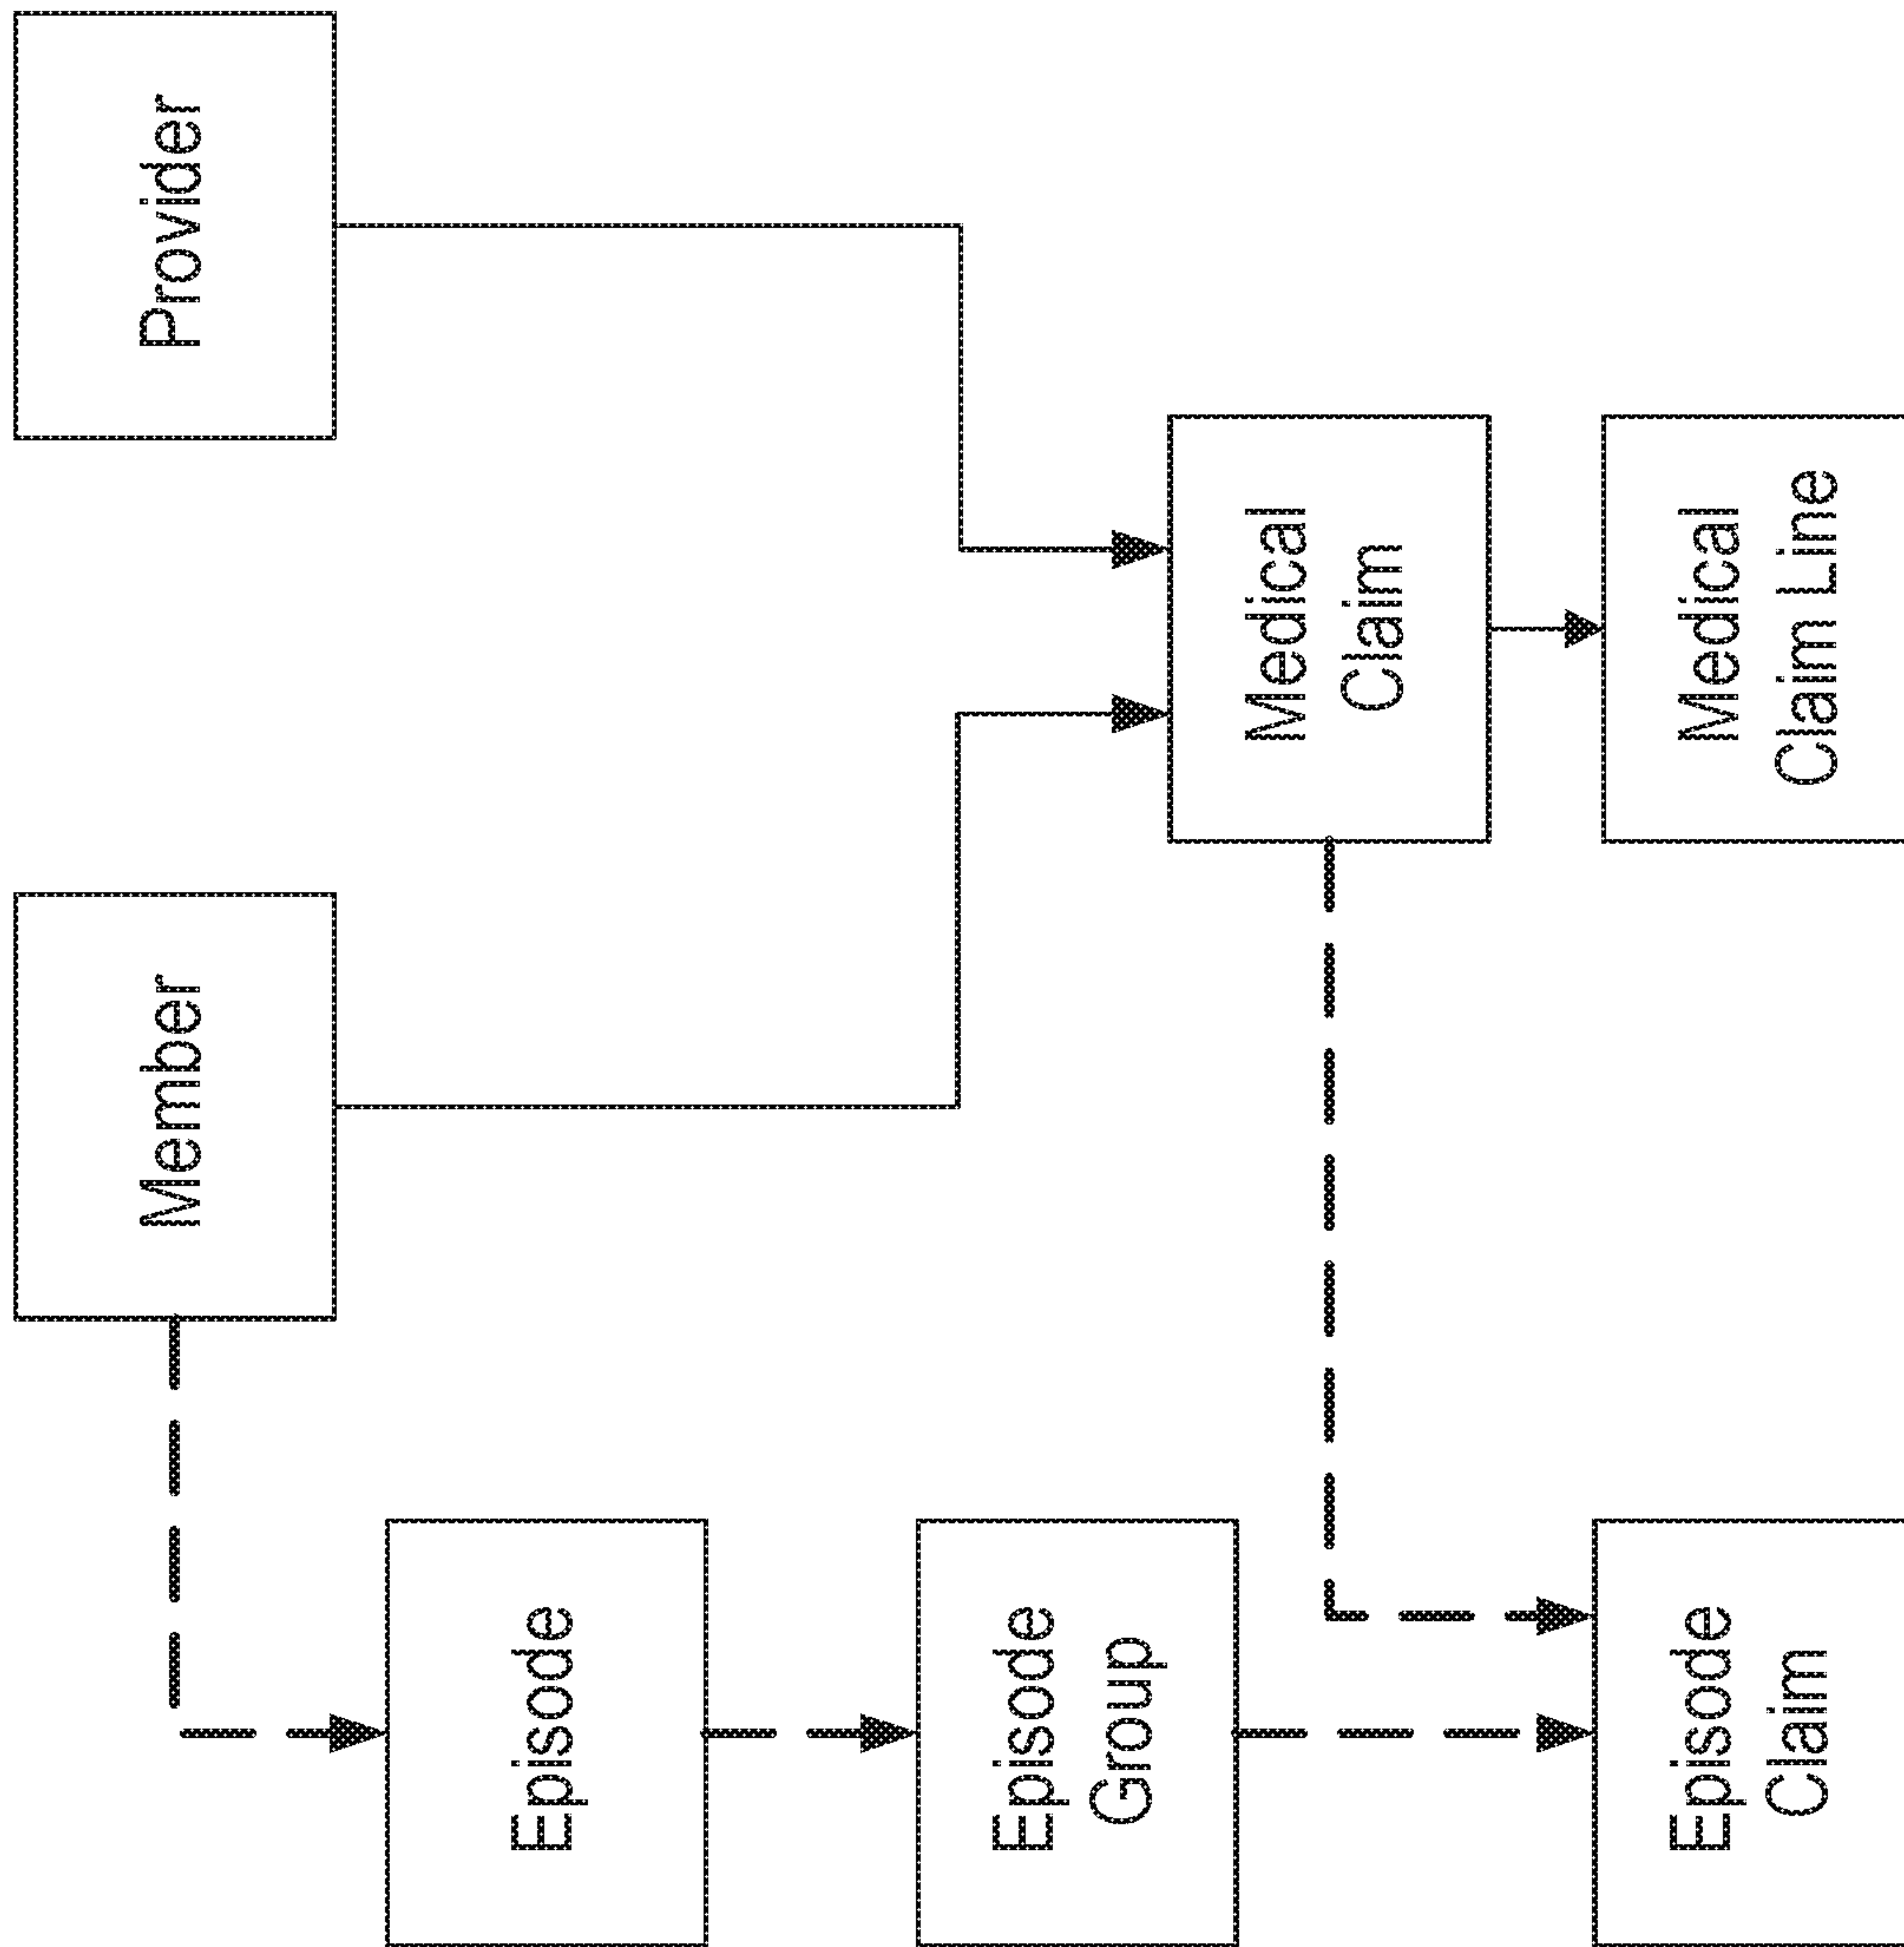 Provider
Member
Medical
Claim
Medical
Claim Line
Episode
Episode
Group
Episode
Claim